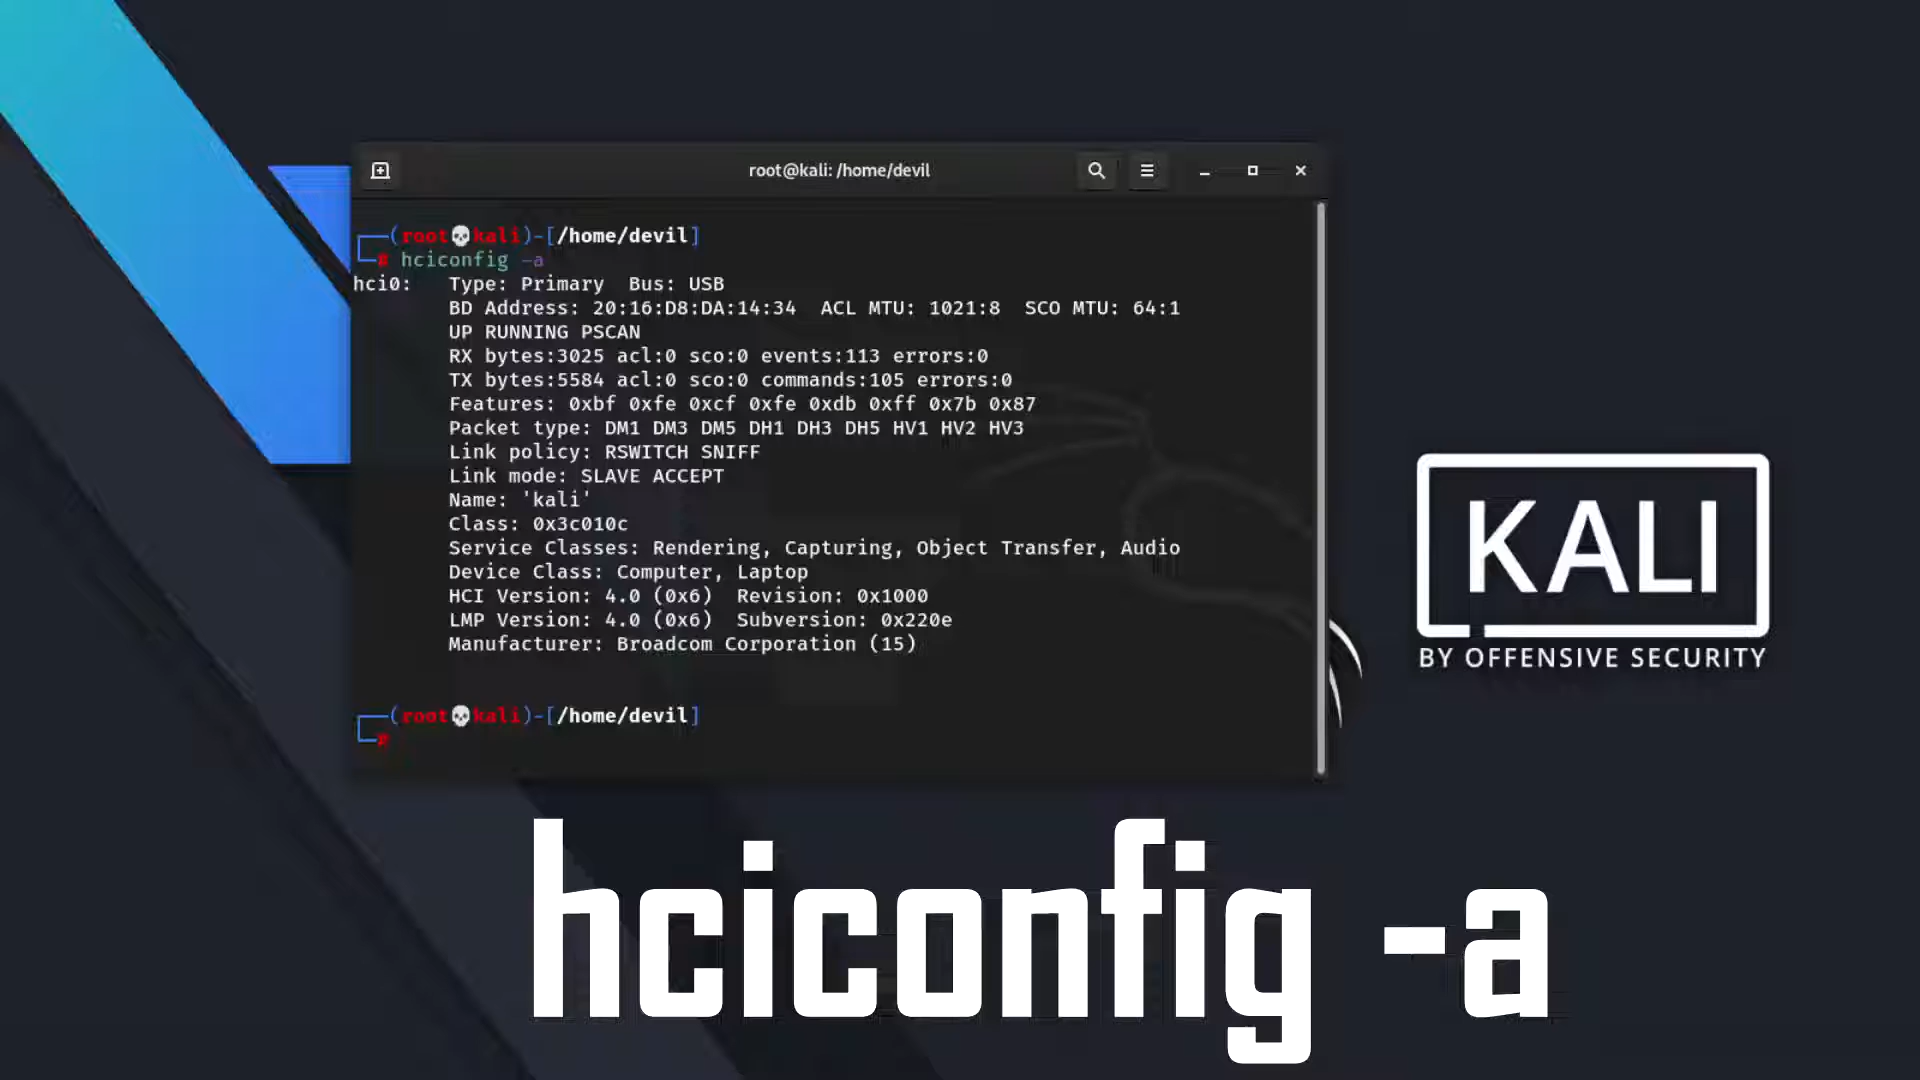 root@kali: /home/devil
(root💀kali)-[/home/devil]
# hciconfig -a
hci0:   Type: Primary  Bus: USB
        BD Address: 20:16:D8:DA:14:34  ACL MTU: 1021:8  SCO MTU: 64:1
        UP RUNNING PSCAN
        RX bytes:3025 acl:0 sco:0 events:113 errors:0
        TX bytes:5584 acl:0 sco:0 commands:105 errors:0
        Features: 0xbf 0xfe 0xcf 0xfe 0xdb 0xff 0x7b 0x87
        Packet type: DM1 DM3 DM5 DH1 DH3 DH5 HV1 HV2 HV3
        Link policy: RSWITCH SNIFF
        Link mode: SLAVE ACCEPT
        Name: 'kali'
        Class: 0x3c010c
        Service Classes: Rendering, Capturing, Object Transfer, Audio
        Device Class: Computer, Laptop
        HCI Version: 4.0 (0x6)  Revision: 0x1000
        LMP Version: 4.0 (0x6)  Subversion: 0x220e
        Manufacturer: Broadcom Corporation (15)
(root💀kali)-[/home/devil]
#
KALI
BY OFFENSIVE SECURITY
hciconfig -a